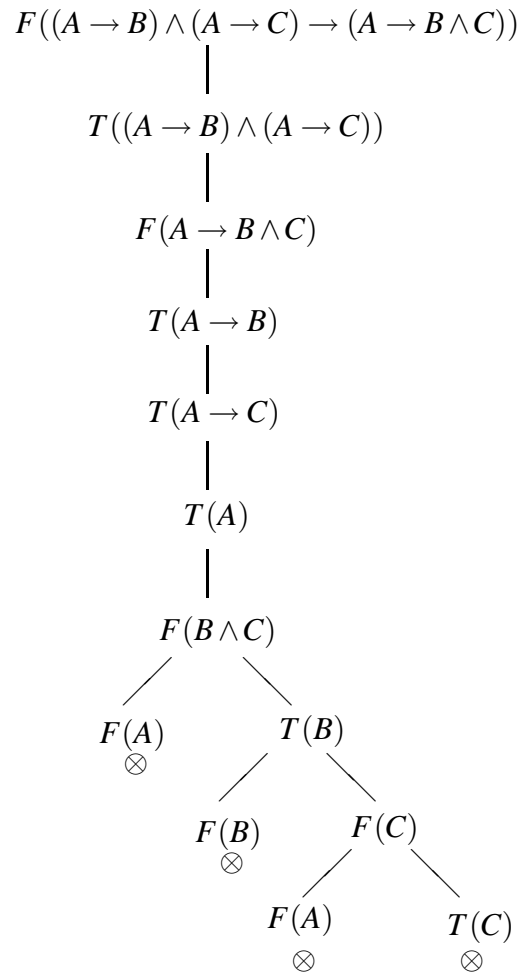 F((A → B) ∧ (A → C) → (A → B ∧ C))
T((A → B) ∧ (A → C))
F(A → B ∧ C)
T(A → B)
T(A → C)
T(A)
F(B ∧ C)
F(A) T(B)
⊗
F(B) F(C)
⊗
F(A) T(C)
⊗ ⊗